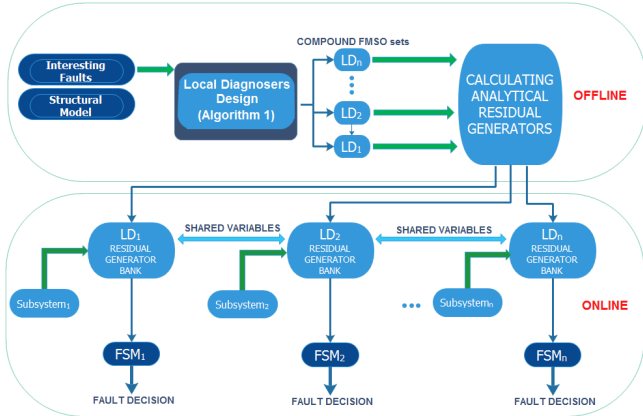 COMPOUND FMSO sets
Interesting
Faults
Structural
Model
Local Diagnosers
Design
(Algorithm 1)
LDn
LD2
LD1
CALCULATING
ANALYTICAL
RESIDUAL
GENERATORS
OFFLINE
LD1
RESIDUAL
GENERATOR
BANK
SHARED VARIABLES
LD2
RESIDUAL
GENERATOR
BANK
SHARED VARIABLES
LDn
RESIDUAL
GENERATOR
BANK
Subsystem1
Subsystem2
Subsystemn
ONLINE
FSM1
FSM2
FSMn
FAULT DECISION
FAULT DECISION
FAULT DECISION